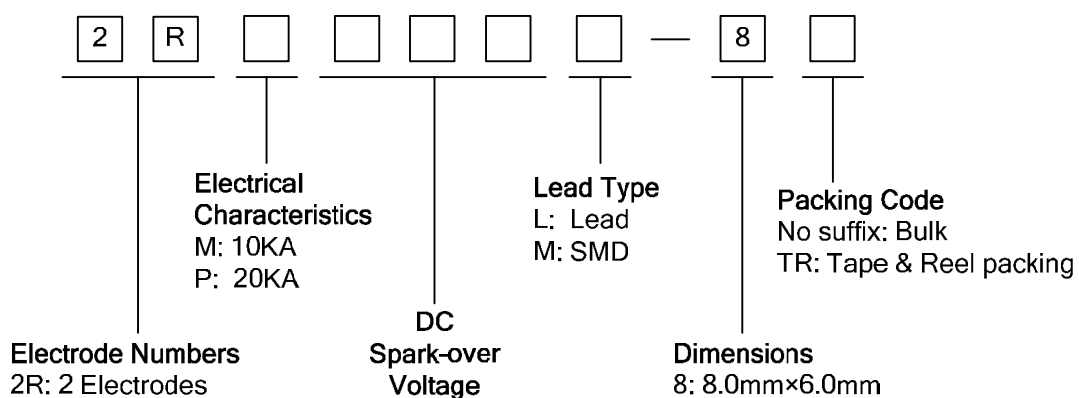 2 R — 8
Electrical
Characteristics
M: 10KA
P: 20KA
Lead Type
L: Lead
M: SMD
Packing Code
No suffix: Bulk
TR: Tape & Reel packing
Electrode Numbers
2R: 2 Electrodes
DC
Spark-over
Voltage
Dimensions
8: 8.0mm×6.0mm